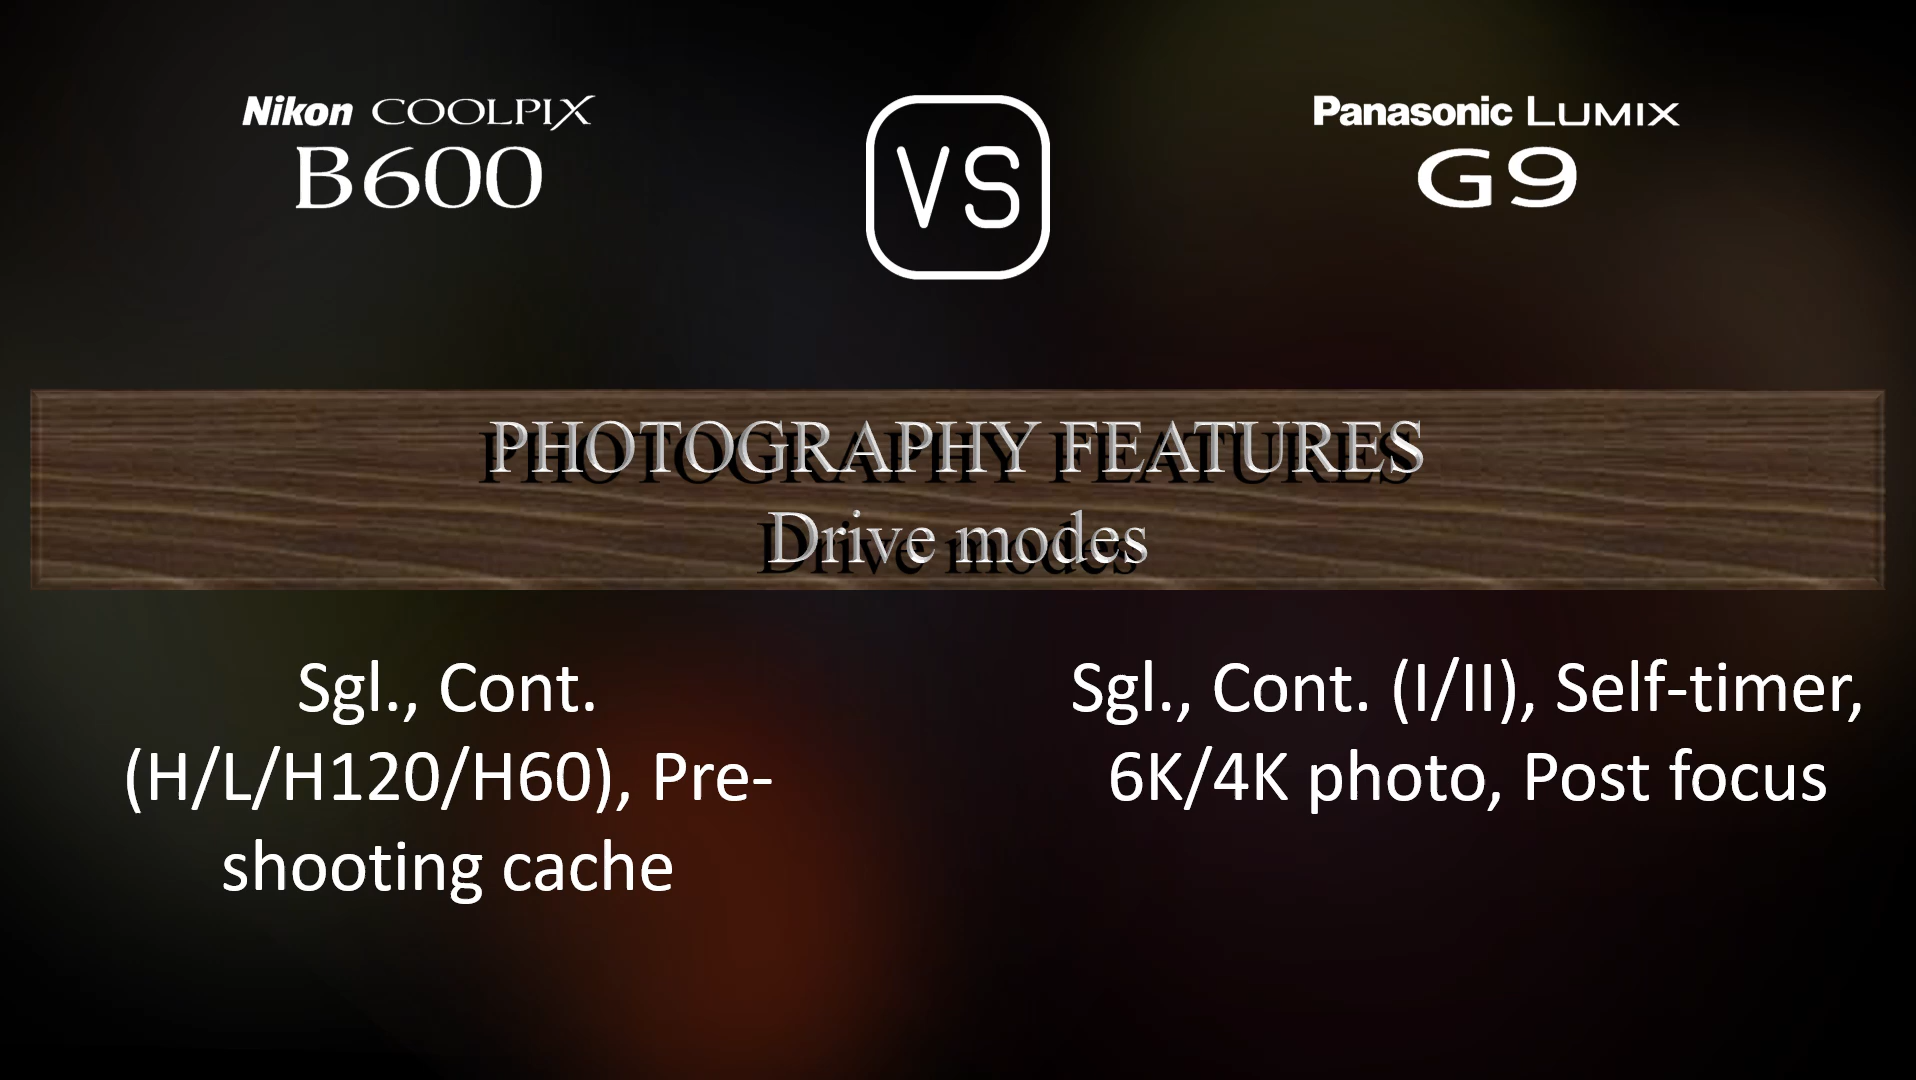 Nikon COOLPIX
B600
VS
Panasonic LUMIX
G9
PHOTOGRAPHY FEATURES
Drive modes
Sgl., Cont.
(H/L/H120/H60), Pre-
shooting cache
Sgl., Cont. (I/II), Self-timer,
6K/4K photo, Post focus